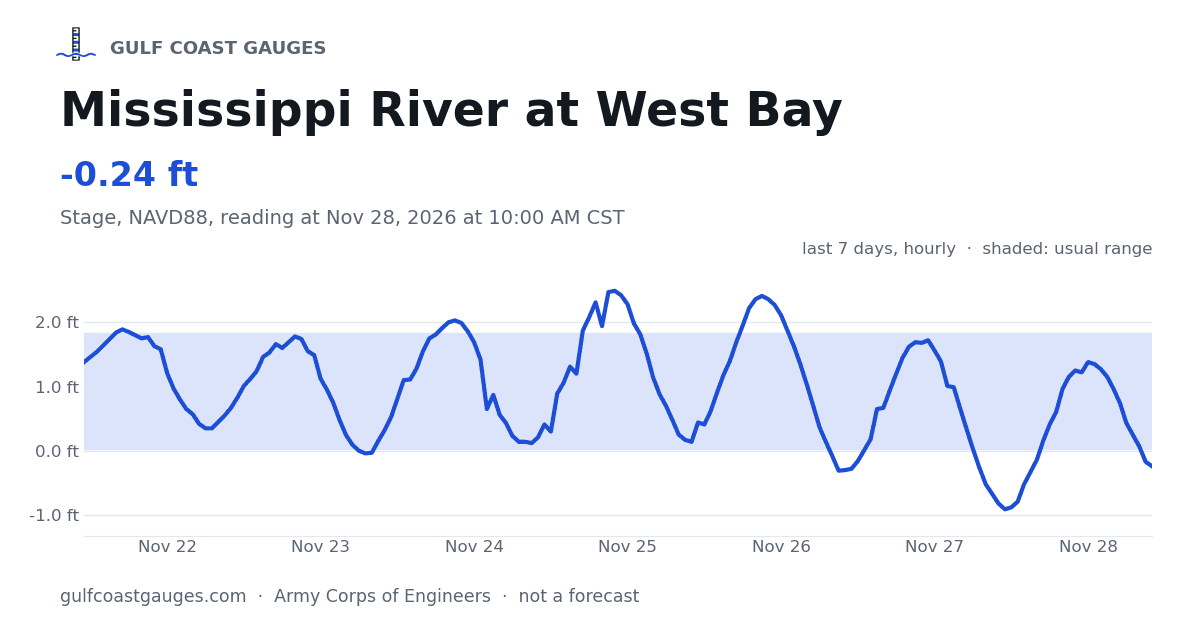 GULF COAST GAUGES
Mississippi River at West Bay
-0.24 ft
Stage, NAVD88, reading at Nov 28, 2026 at 10:00 AM CST
last 7 days, hourly · shaded: usual range
2.0 ft
1.0 ft
0.0 ft
-1.0 ft
Nov 22 Nov 23 Nov 24 Nov 25 Nov 26 Nov 27 Nov 28
gulfcoastgauges.com · Army Corps of Engineers · not a forecast